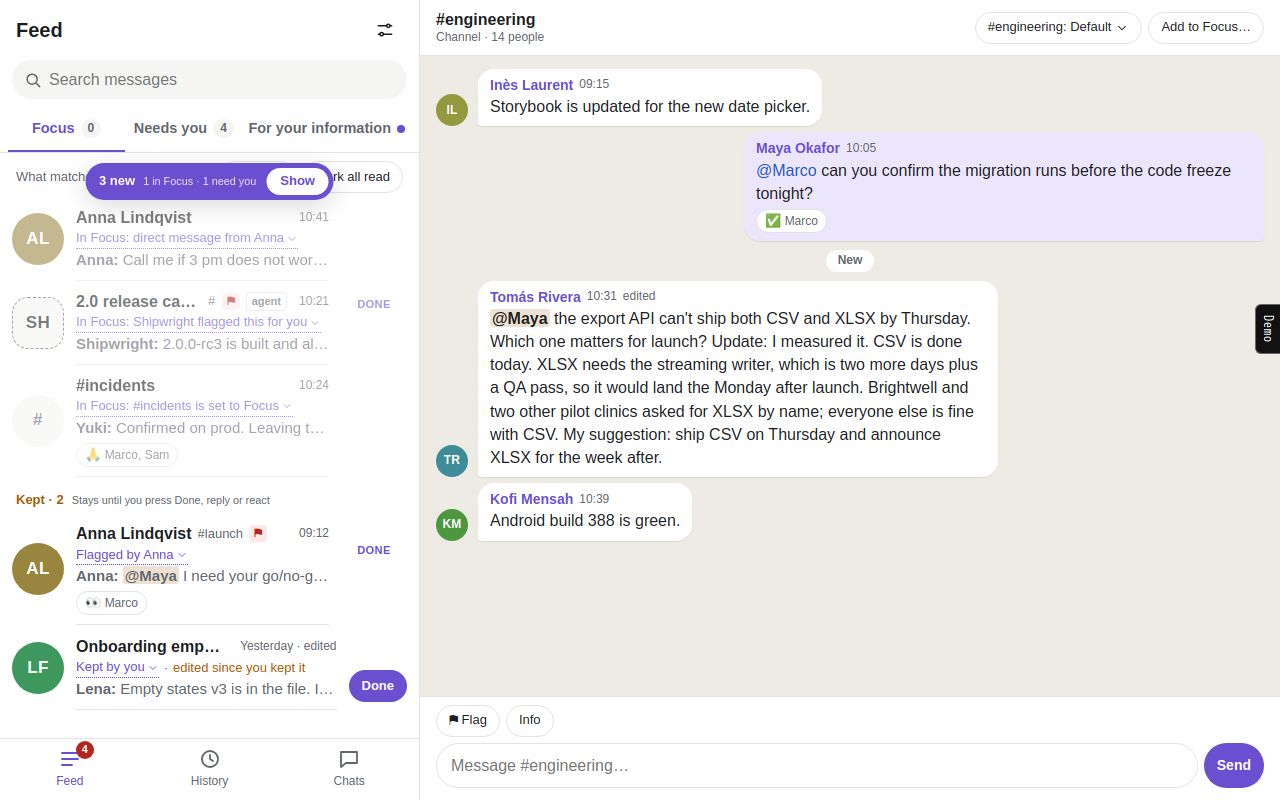 Feed
Search messages
Focus 0 Needs you 4 For your information
What match
3 new 1 in Focus · 1 need you Show
rk all read
AL
Anna Lindqvist 10:41
In Focus: direct message from Anna
Anna: Call me if 3 pm does not wor…
SH
2.0 release ca… # agent 10:21
In Focus: Shipwright flagged this for you
Shipwright: 2.0.0-rc3 is built and al…
DONE
#
#incidents 10:24
In Focus: #incidents is set to Focus
Yuki: Confirmed on prod. Leaving t…
🙏 Marco, Sam
Kept · 2 Stays until you press Done, reply or react
AL
Anna Lindqvist #launch 09:12
Flagged by Anna
Anna: @Maya I need your go/no-g…
👀 Marco
DONE
LF
Onboarding emp… Yesterday · edited
Kept by you · edited since you kept it
Lena: Empty states v3 is in the file. I…
Done
4
Feed History Chats
#engineering
Channel · 14 people
#engineering: Default Add to Focus…
IL
Inès Laurent 09:15
Storybook is updated for the new date picker.
Maya Okafor 10:05
@Marco can you confirm the migration runs before the code freeze
tonight?
✅ Marco
New
Tomás Rivera 10:31 edited
@Maya the export API can't ship both CSV and XLSX by Thursday.
Which one matters for launch? Update: I measured it. CSV is done
today. XLSX needs the streaming writer, which is two more days plus
a QA pass, so it would land the Monday after launch. Brightwell and
two other pilot clinics asked for XLSX by name; everyone else is fine
with CSV. My suggestion: ship CSV on Thursday and announce
XLSX for the week after.
TR
Kofi Mensah 10:39
Android build 388 is green.
KM
Demo
Flag Info
Message #engineering…
Send